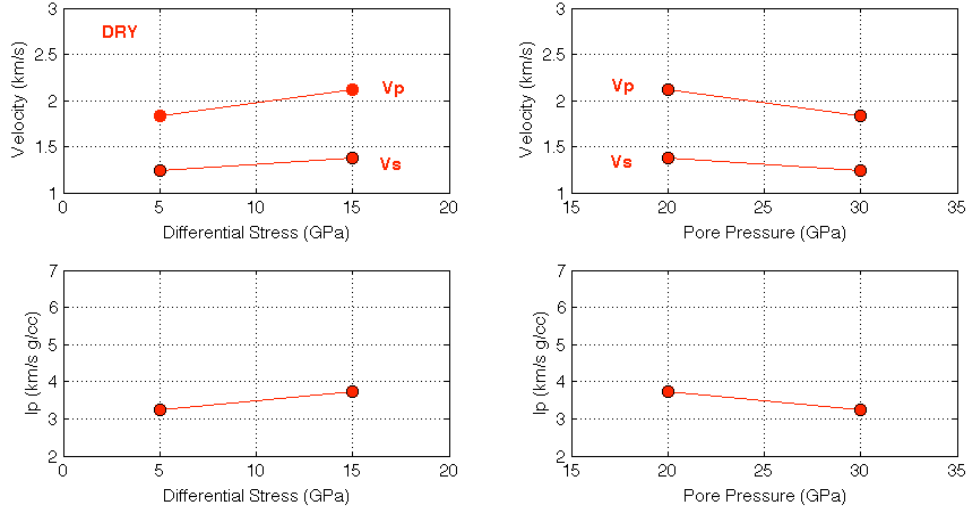 3
2.5
2
1.5
1
Velocity (km/s)
DRY
Vp
Vs
0 5 10 15 20
Differential Stress (GPa)
3
2.5
2
1.5
1
Velocity (km/s)
Vp
Vs
15 20 25 30 35
Pore Pressure (GPa)
7
6
5
4
3
2
Ip (km/s g/cc)
0 5 10 15 20
Differential Stress (GPa)
7
6
5
4
3
2
Ip (km/s g/cc)
15 20 25 30 35
Pore Pressure (GPa)